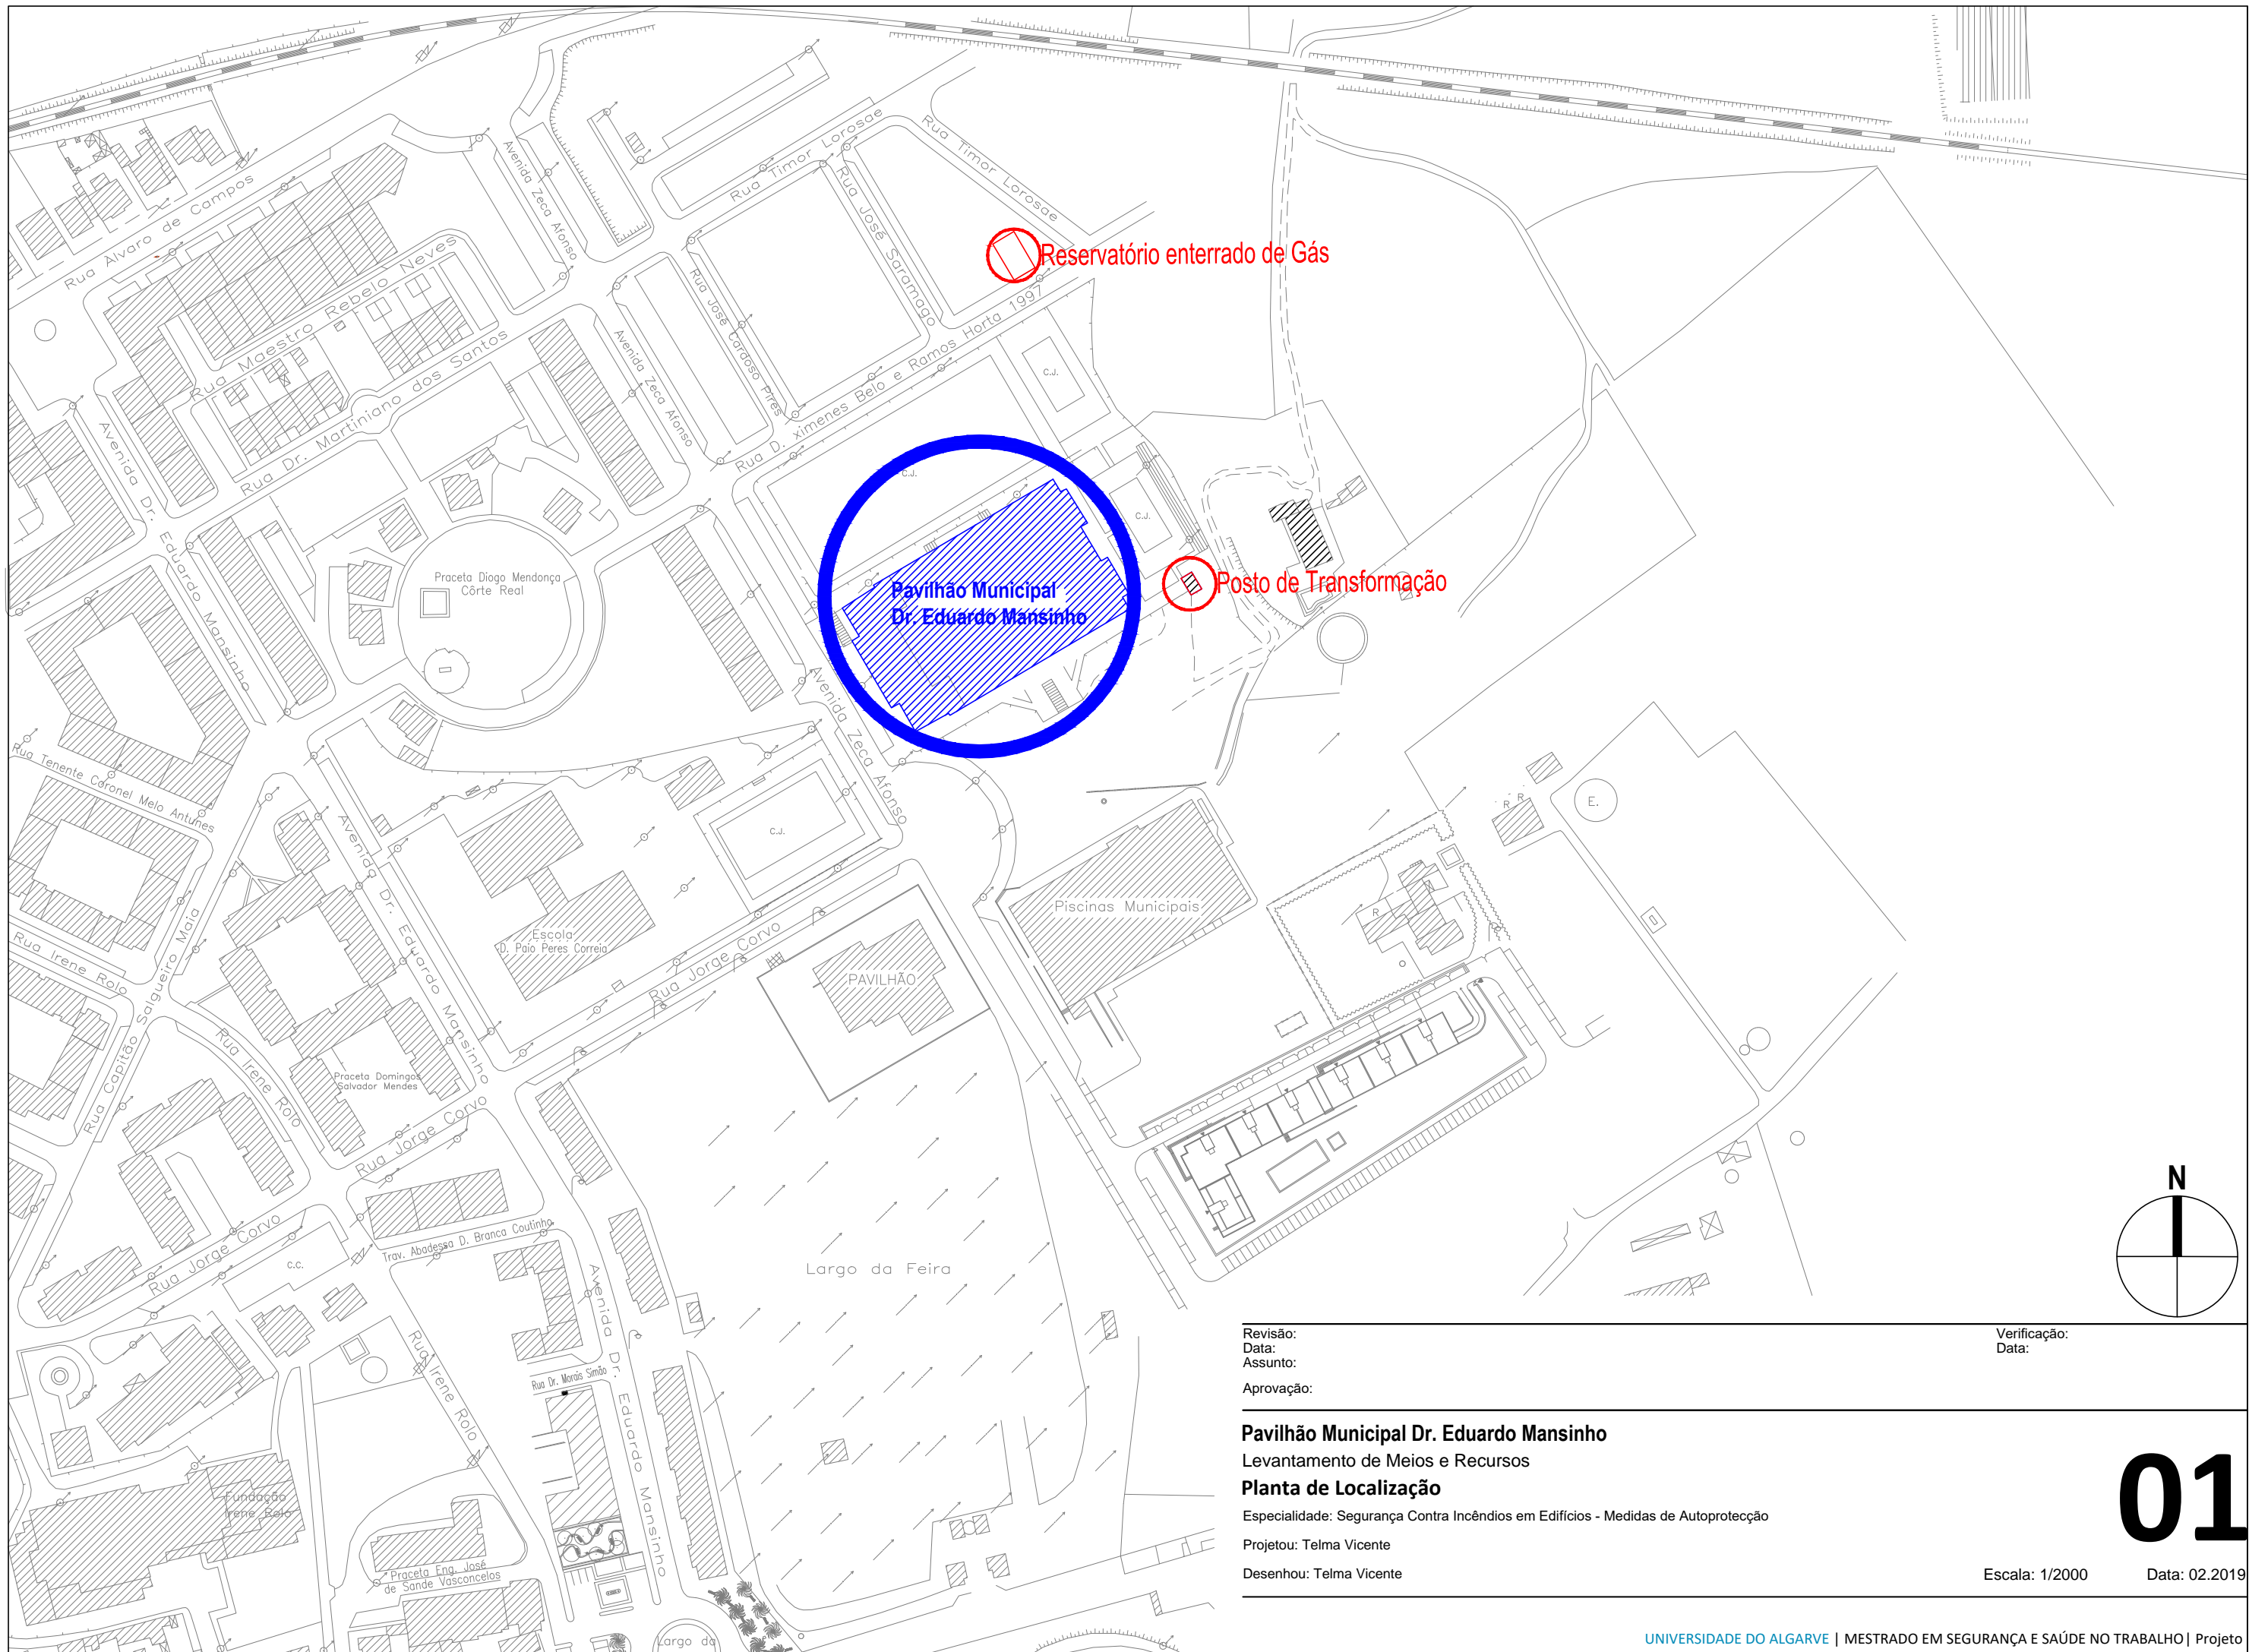 Rua Alvaro de Campos
Avenida Zeca Afonso
Rua Timor Lorosae
Rua Timor Lorosae
Rua José Saramago
Reservatório enterrado de Gás
Rua Maestro Rebelo Neves
Rua José Cardoso Pires
Avenida Zeca Afonso
Rua D. ximenes Belo e Ramos Horta 1997
Rua Dr. Martiniano dos Santos
C.J.
C.J.
C.J.
Avenida Dr. Eduardo Mansinho
Praceta Diogo Mendonça
Côrte Real
Pavilhão Municipal
Dr. Eduardo Mansinho
Posto de Transformação
Avenida Zeca Afonso
Rua Tenente Coronel Melo Antunes
C.J.
E.
R
R
R
Piscinas Municipais
Escola
D. Paio Peres Correia
Avenida Dr. Eduardo Mansinho
Rua Jorge Corvo
PAVILHÃO
Rua Irene Rolo
Rua Capitão Salgueiro Maia
Rua Irene Rolo
Praceta Domingos
Salvador Mendes
Rua Jorge Corvo
Rua Jorge Corvo
C.C.
Trav. Abadessa D. Branca Coutinho
Largo da Feira
Avenida Dr. Eduardo Mansinho
Rua Irene Rolo
Rua Dr. Morais Simão
Fundação
Irene Rolo
Praceta Eng. José
de Sande Vasconcelos
Largo da
N
Revisão:
Data:
Assunto:
Aprovação:
Verificação:
Data:
Pavilhão Municipal Dr. Eduardo Mansinho
Levantamento de Meios e Recursos
Planta de Localização
Especialidade: Segurança Contra Incêndios em Edifícios - Medidas de Autoprotecção
Projetou: Telma Vicente
Desenhou: Telma Vicente
01
Escala: 1/2000
Data: 02.2019
UNIVERSIDADE DO ALGARVE | MESTRADO EM SEGURANÇA E SAÚDE NO TRABALHO| Projeto